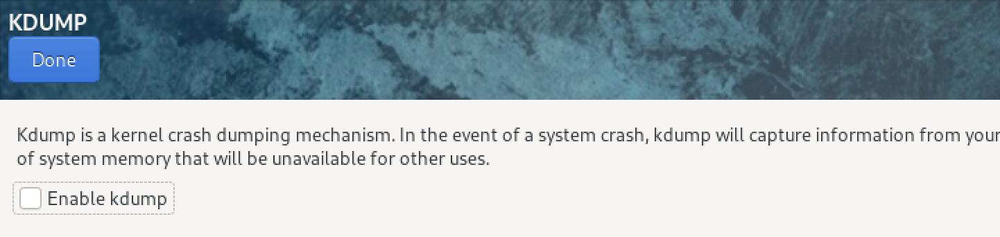 KDUMP
Done
Kdump is a kernel crash dumping mechanism. In the event of a system crash, kdump will capture information from your
of system memory that will be unavailable for other uses.
Enable kdump